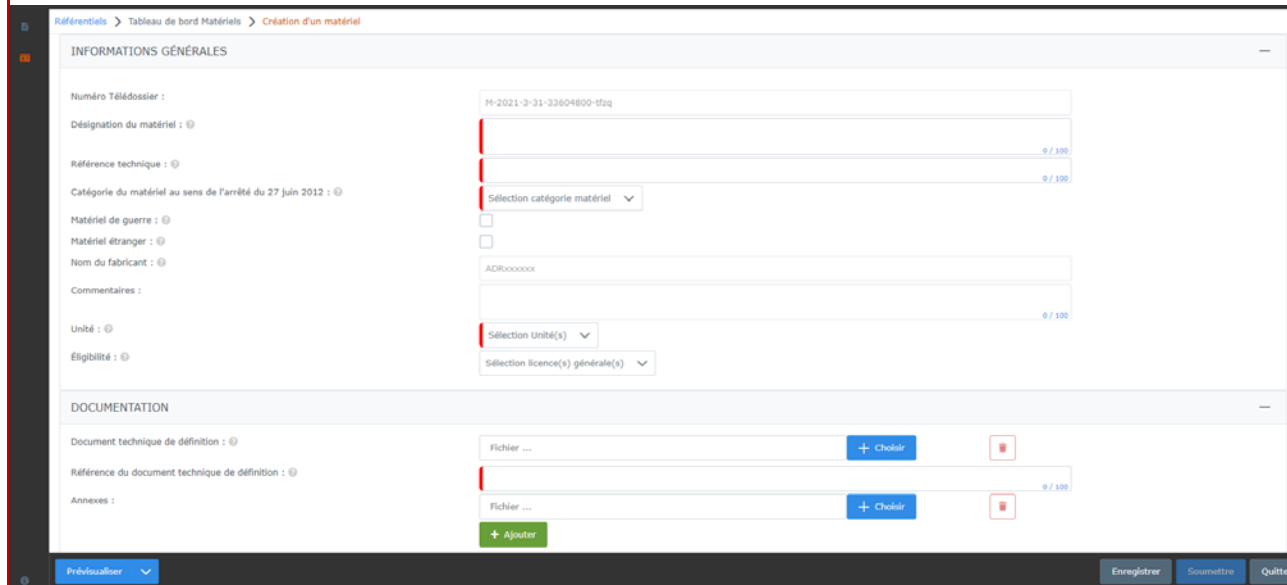 Référentiels > Tableau de bord Matériels > Création d'un matériel
INFORMATIONS GÉNÉRALES
Numéro Télédossier :
M-2021-3-31-33604800-tfzq
Désignation du matériel :
0 / 100
Référence technique :
0 / 100
Catégorie du matériel au sens de l'arrêté du 27 juin 2012 :
Sélection catégorie matériel
Matériel de guerre :
Matériel étranger :
Nom du fabricant :
ADRxxxxxx
Commentaires :
0 / 100
Unité :
Sélection Unité(s)
Éligibilité :
Sélection licence(s) générale(s)
DOCUMENTATION
Document technique de définition :
Fichier ...
+ Choisir
Référence du document technique de définition :
0 / 100
Annexes :
Fichier ...
+ Choisir
+ Ajouter
Prévisualiser
Enregistrer
Soumettre
Quitte